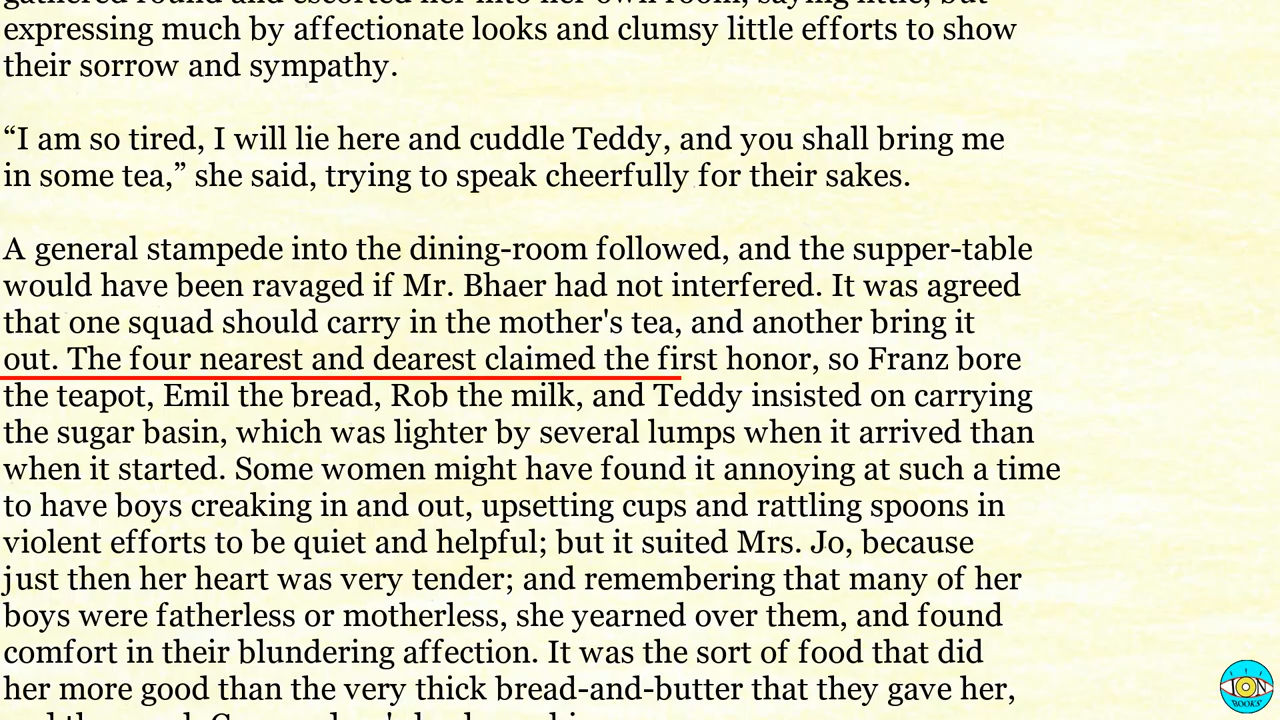 expressing much by affectionate looks and clumsy little efforts to show
their sorrow and sympathy.
“I am so tired, I will lie here and cuddle Teddy, and you shall bring me
in some tea,” she said, trying to speak cheerfully for their sakes.
A general stampede into the dining-room followed, and the supper-table
would have been ravaged if Mr. Bhaer had not interfered. It was agreed
that one squad should carry in the mother's tea, and another bring it
out. The four nearest and dearest claimed the first honor, so Franz bore
the teapot, Emil the bread, Rob the milk, and Teddy insisted on carrying
the sugar basin, which was lighter by several lumps when it arrived than
when it started. Some women might have found it annoying at such a time
to have boys creaking in and out, upsetting cups and rattling spoons in
violent efforts to be quiet and helpful; but it suited Mrs. Jo, because
just then her heart was very tender; and remembering that many of her
boys were fatherless or motherless, she yearned over them, and found
comfort in their blundering affection. It was the sort of food that did
her more good than the very thick bread-and-butter that they gave her,
ION
BOOKS